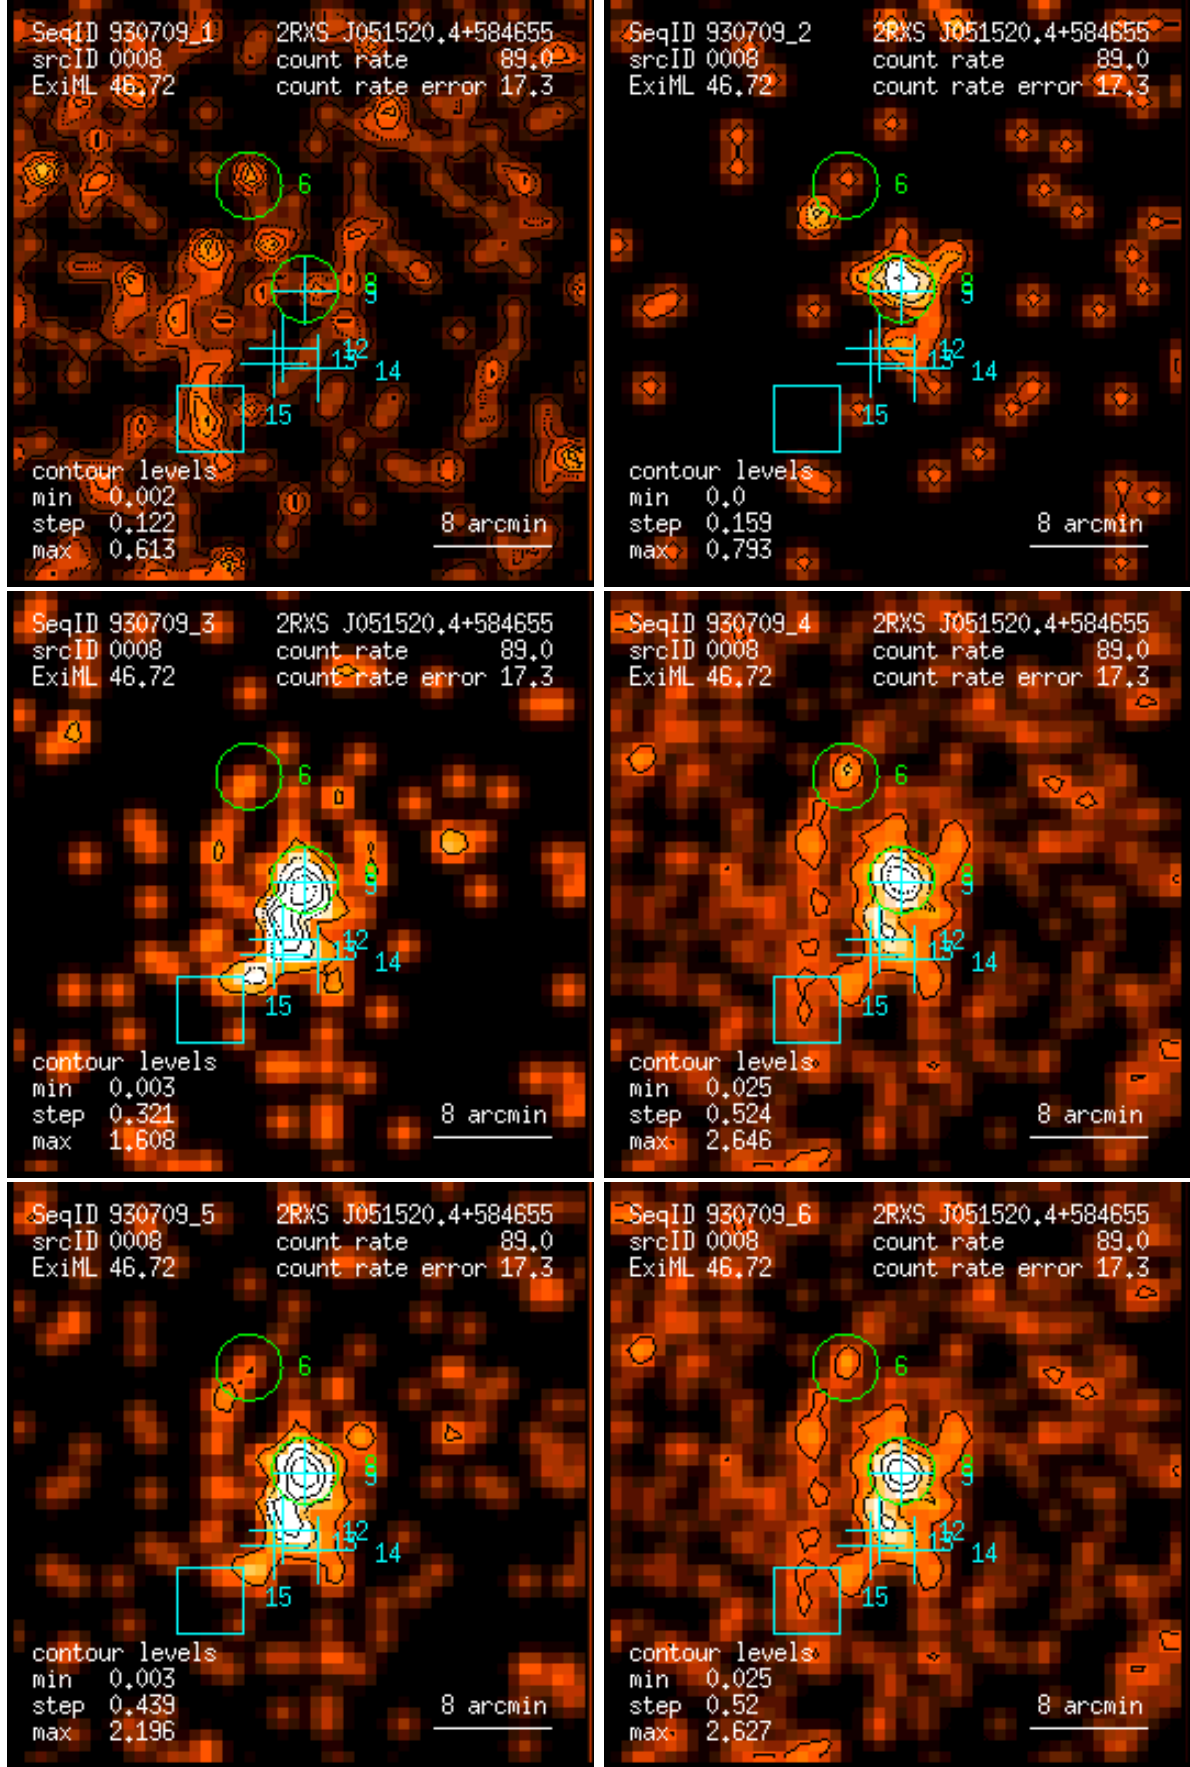 SeqID 930709_1 2RXS J051520.4+584655
srcID 0008 count rate 89.0
ExiML 46.72 count rate error 17.3
6
8
9
12
14
15
contour levels
min 0.002
step 0.122 8 arcmin
max 0.613
SeqID 930709_2 2RXS J051520.4+584655
srcID 0008 count rate 89.0
ExiML 46.72 count rate error 17.3
6
8
9
12
14
15
contour levels
min 0.0
step 0.159 8 arcmin
max 0.793
SeqID 930709_3 2RXS J051520.4+584655
srcID 0008 count rate 89.0
ExiML 46.72 count rate error 17.3
6
8
9
12
14
15
contour levels
min 0.003
step 0.321 8 arcmin
max 1.608
SeqID 930709_4 2RXS J051520.4+584655
srcID 0008 count rate 89.0
ExiML 46.72 count rate error 17.3
6
8
9
12
14
15
contour levels
min 0.025
step 0.524 8 arcmin
max 2.646
SeqID 930709_5 2RXS J051520.4+584655
srcID 0008 count rate 89.0
ExiML 46.72 count rate error 17.3
6
8
9
12
14
15
contour levels
min 0.003
step 0.439 8 arcmin
max 2.196
SeqID 930709_6 2RXS J051520.4+584655
srcID 0008 count rate 89.0
ExiML 46.72 count rate error 17.3
6
8
9
12
14
15
contour levels
min 0.025
step 0.52 8 arcmin
max 2.627